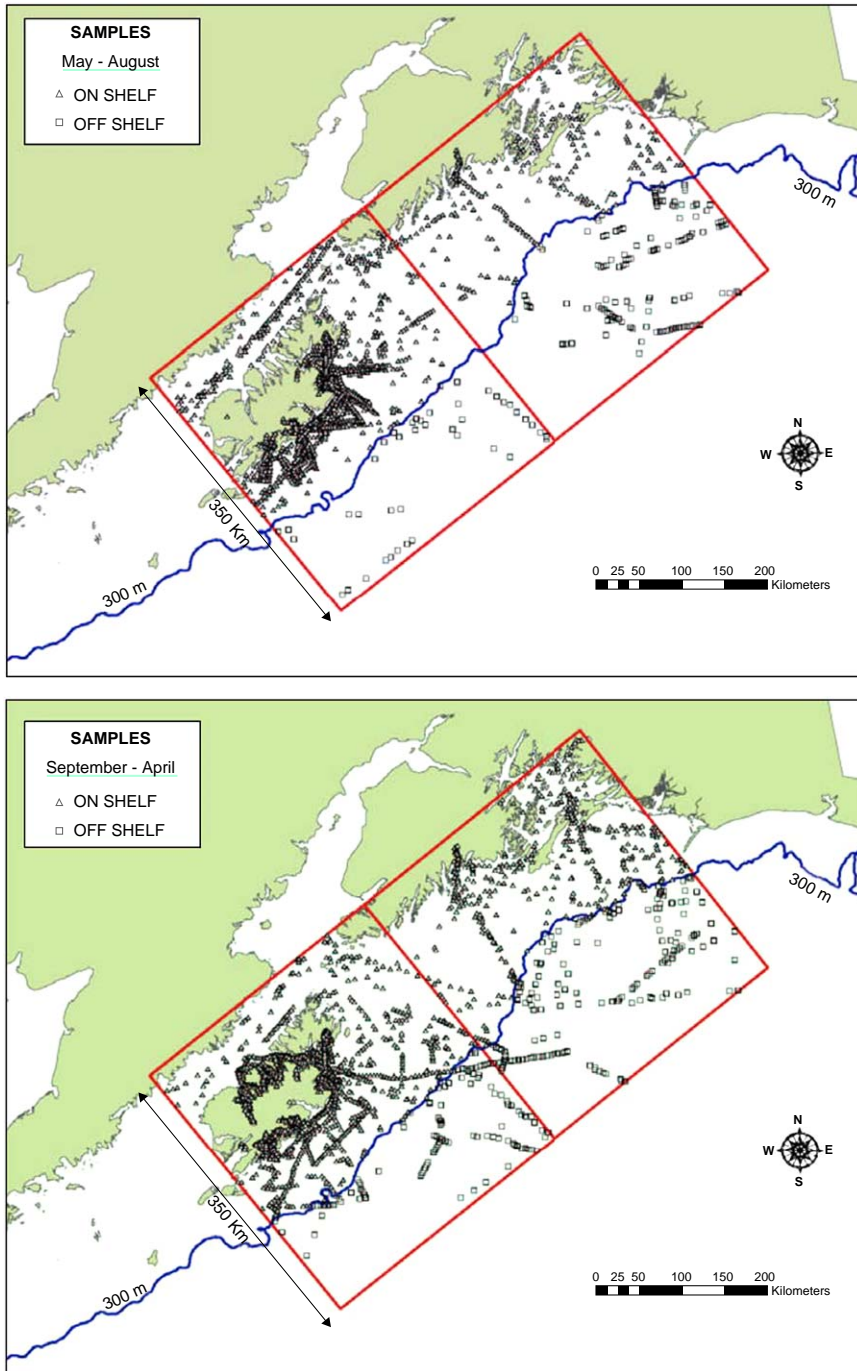 SAMPLES
May - August
ON SHELF
OFF SHELF
300 m
N
W E
S
350 Km
300 m
0 25 50 100 150 200
Kilometers
SAMPLES
September - April
ON SHELF
OFF SHELF
300 m
N
W E
S
350 Km
300 m
0 25 50 100 150 200
Kilometers